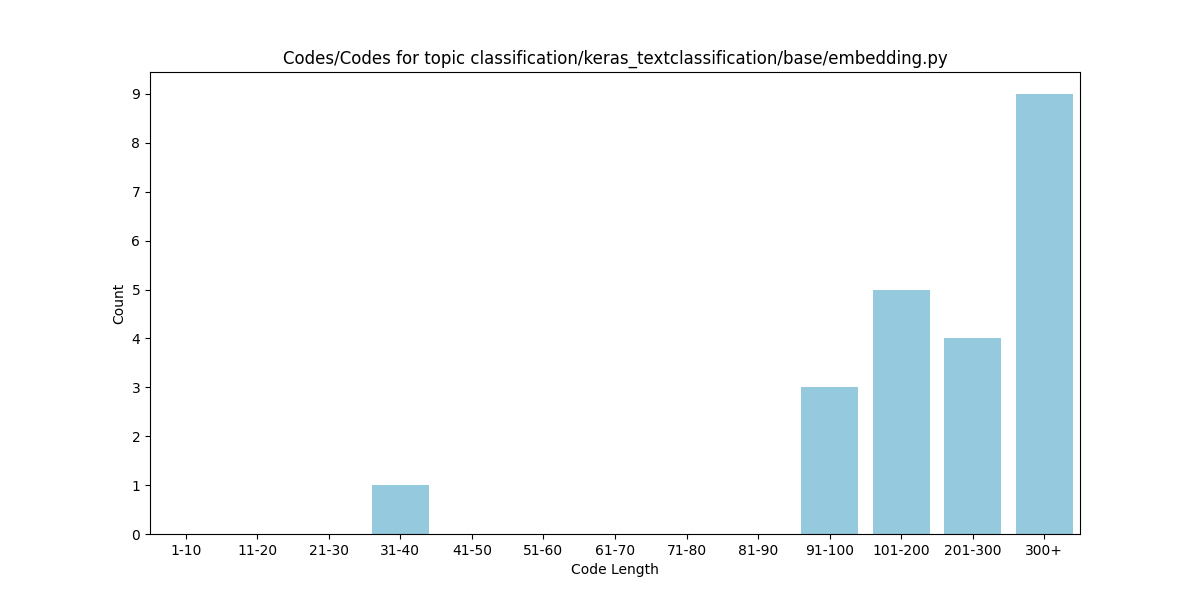 Codes/Codes for topic classification/keras_textclassification/base/embedding.py
9
8
7
6
5
4
3
2
1
0
Count
1-10 11-20 21-30 31-40 41-50 51-60 61-70 71-80 81-90 91-100 101-200 201-300 300+
Code Length